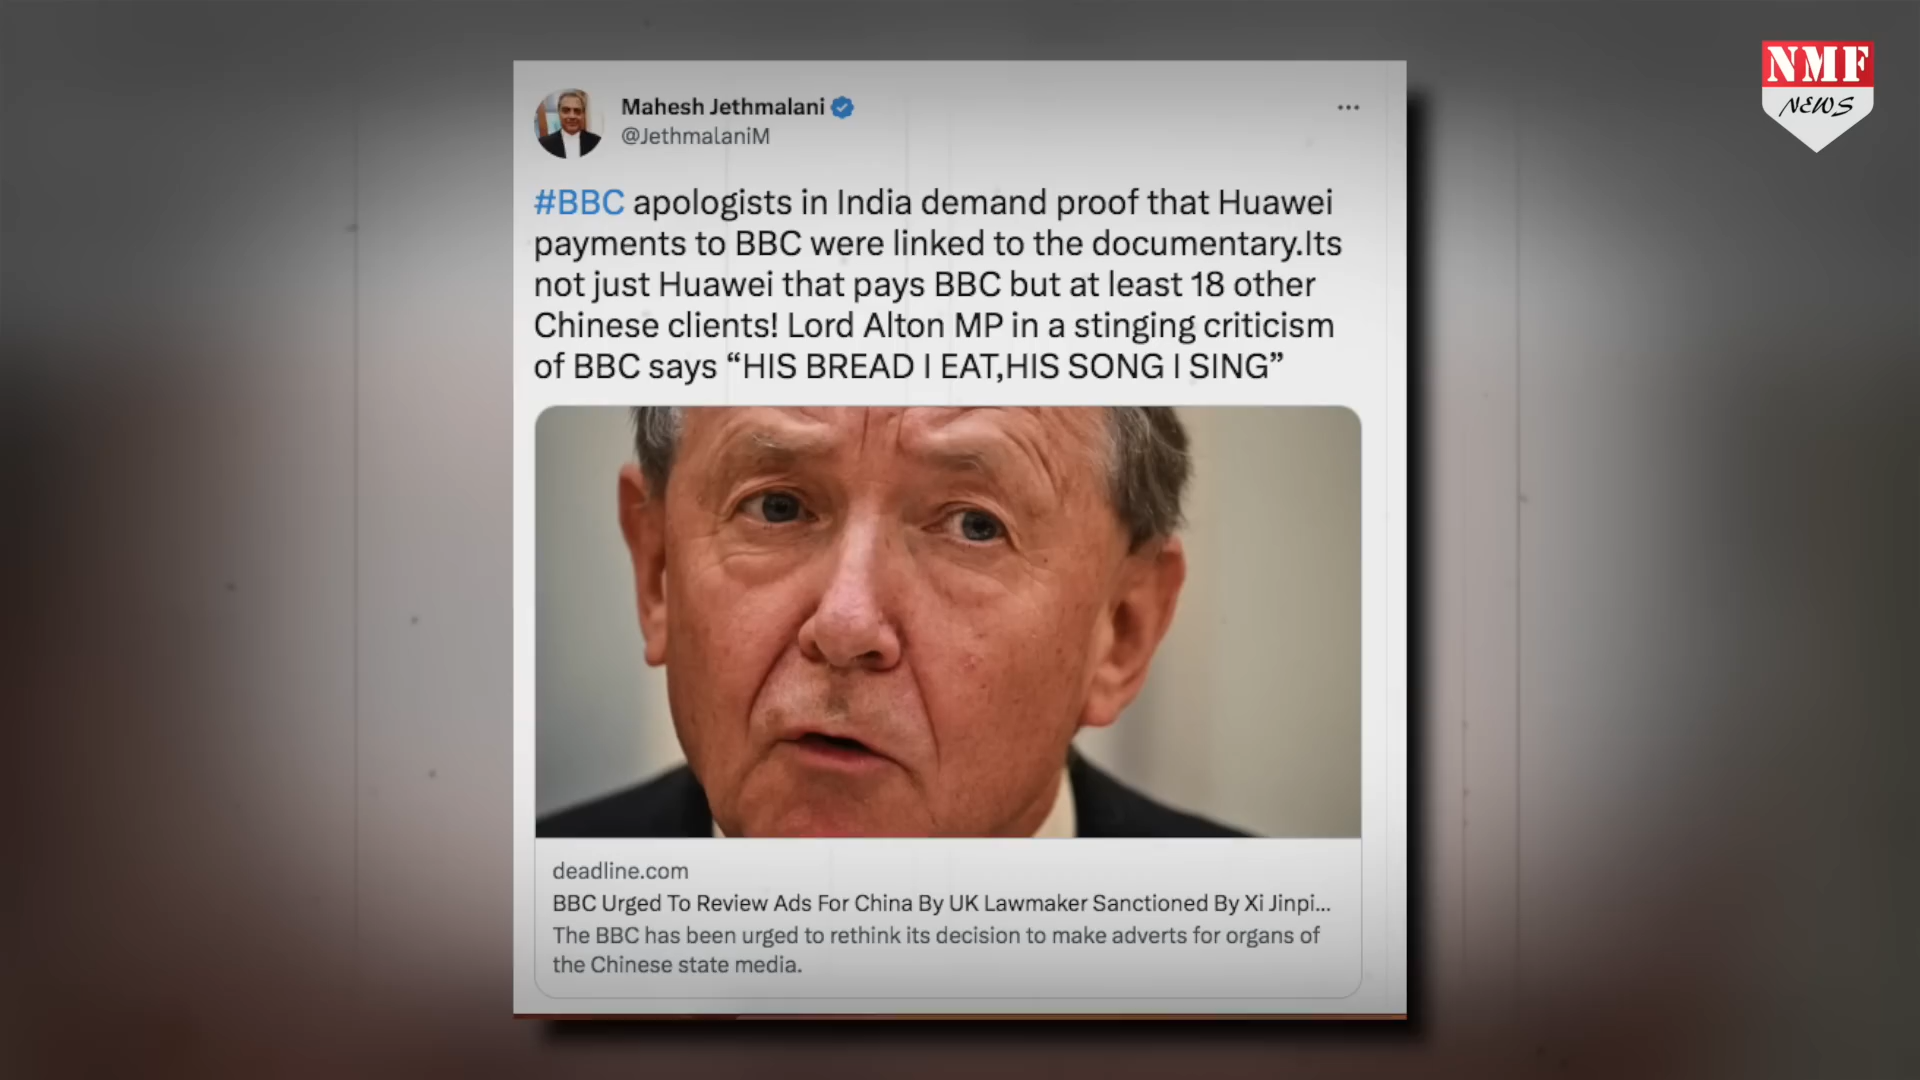 NMF
NEWS
Mahesh Jethmalani
@JethmalaniM
#BBC apologists in India demand proof that Huawei
payments to BBC were linked to the documentary.Its
not just Huawei that pays BBC but at least 18 other
Chinese clients! Lord Alton MP in a stinging criticism
of BBC says “HIS BREAD I EAT,HIS SONG I SING”
deadline.com
BBC Urged To Review Ads For China By UK Lawmaker Sanctioned By Xi Jinpi...
The BBC has been urged to rethink its decision to make adverts for organs of
the Chinese state media.